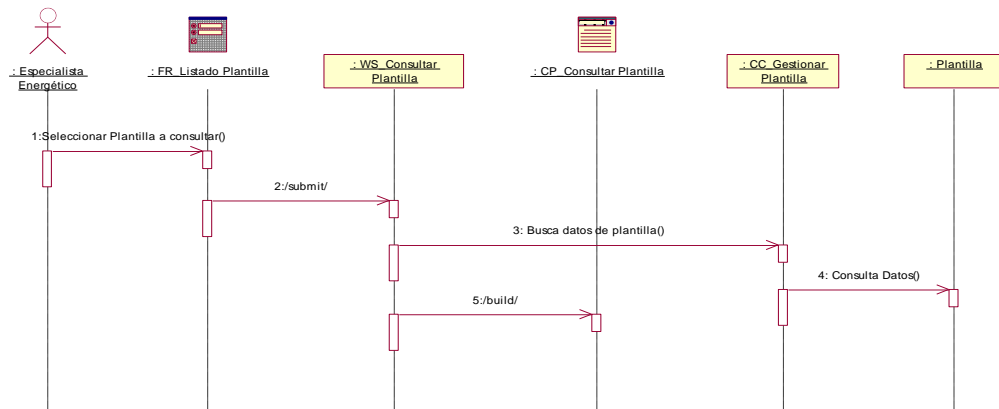 : Especialista
Energético
: FR_Listado Plantilla
: WS_Consultar
Plantilla
: CP_Consultar Plantilla
: CC_Gestionar
Plantilla
: Plantilla
1:Seleccionar Plantilla a consultar()
2:/submit/
3: Busca datos de plantilla()
4: Consulta Datos()
5:/build/